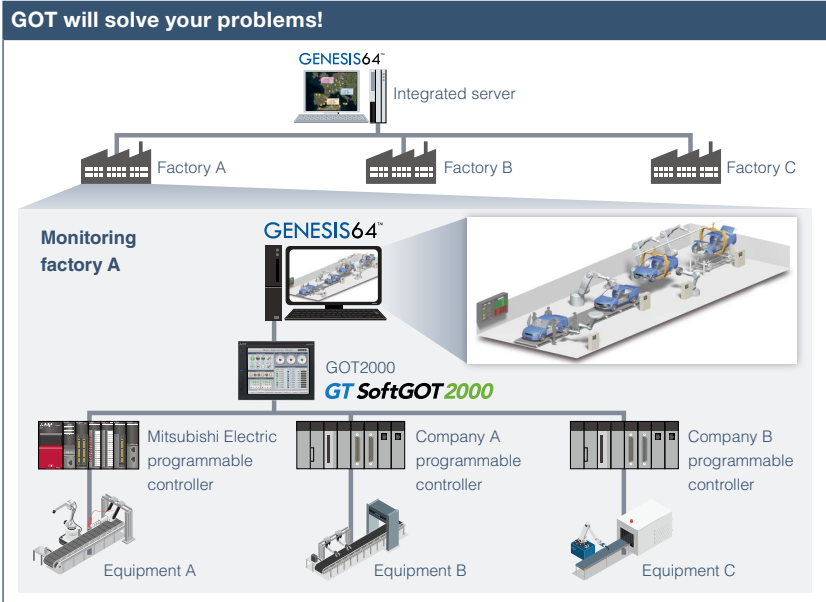 GOT will solve your problems!
GENESIS64™
Integrated server
Factory A
Factory B
Factory C
Monitoring
factory A
GENESIS64™
GOT2000
GT SoftGOT2000
Mitsubishi Electric
programmable
controller
Company A
programmable
controller
Company B
programmable
controller
Equipment A
Equipment B
Equipment C